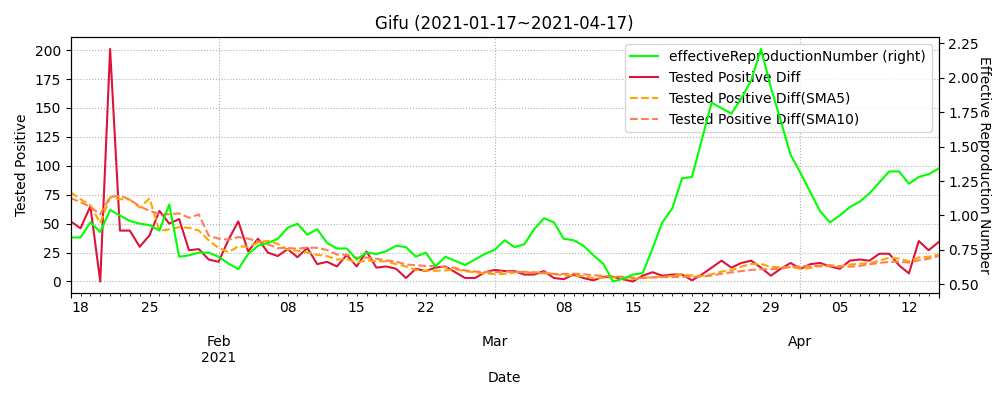 Gifu (2021-01-17~2021-04-17)
effectiveReproductionNumber (right)
Tested Positive Diff
Tested Positive Diff(SMA5)
Tested Positive Diff(SMA10)
Tested Positive
200
175
150
125
100
75
50
25
0
2.25
2.00
1.75
1.50
1.25
1.00
0.75
0.50
Effective Reproduction Number
18 25 08 15 22 08 15 22 29 05 12
Feb Mar Apr
2021
Date